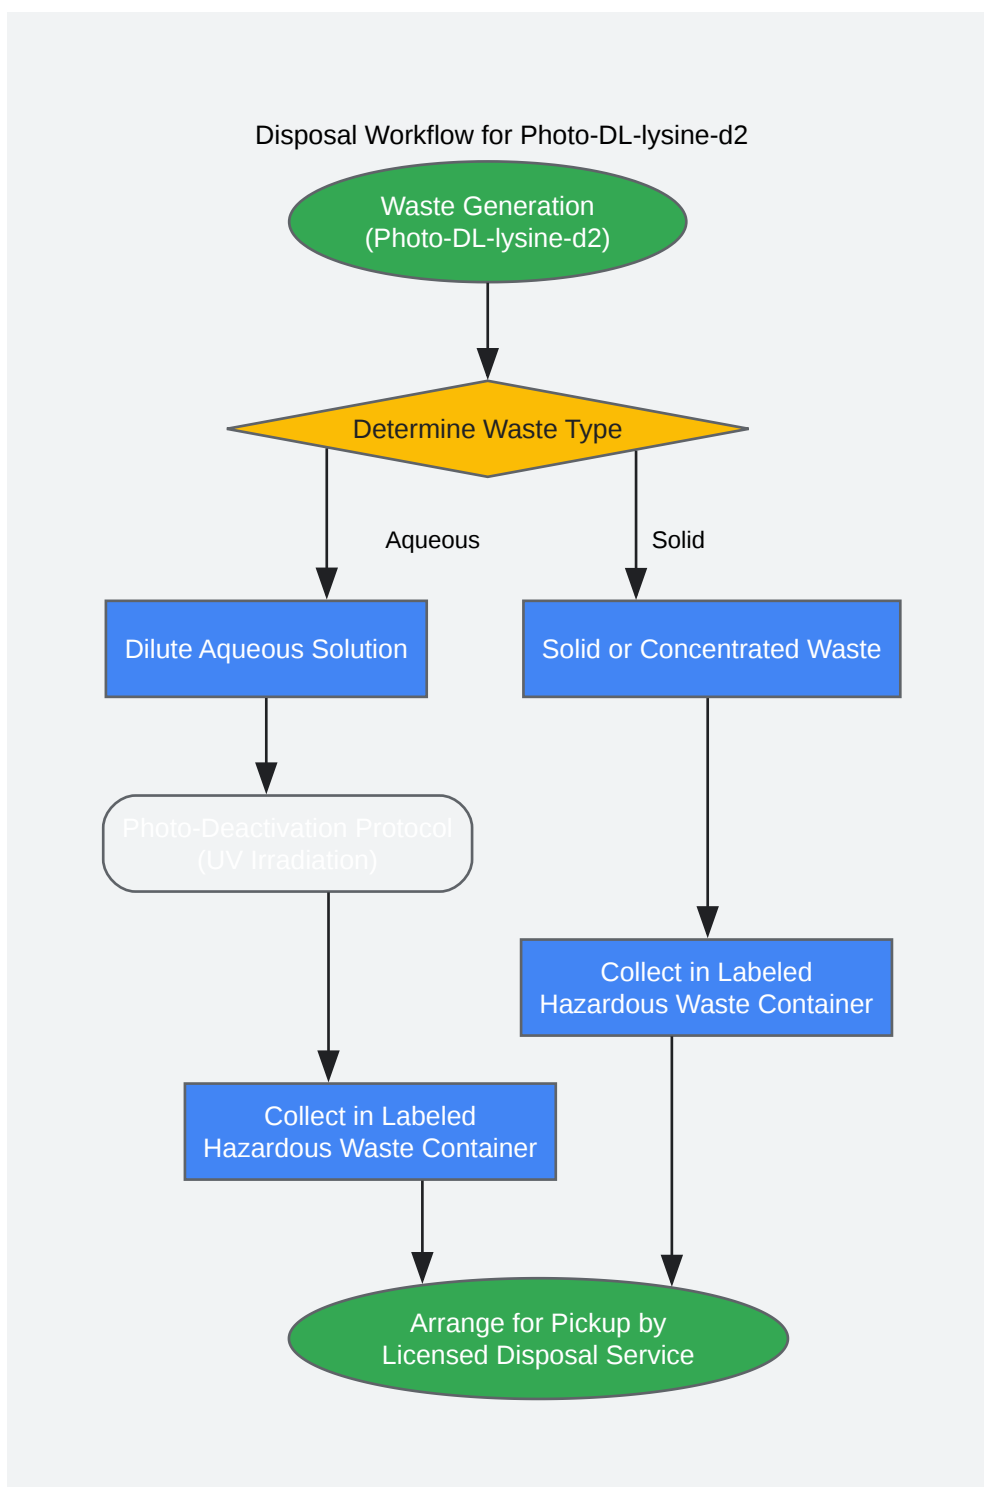 Disposal Workflow for Photo-DL-lysine-d2
Waste Generation
(Photo-DL-lysine-d2)
Determine Waste Type
Aqueous
Solid
Dilute Aqueous Solution
Solid or Concentrated Waste
Photo-Deactivation Protocol
(UV Irradiation)
Collect in Labeled
Hazardous Waste Container
Collect in Labeled
Hazardous Waste Container
Arrange for Pickup by
Licensed Disposal Service